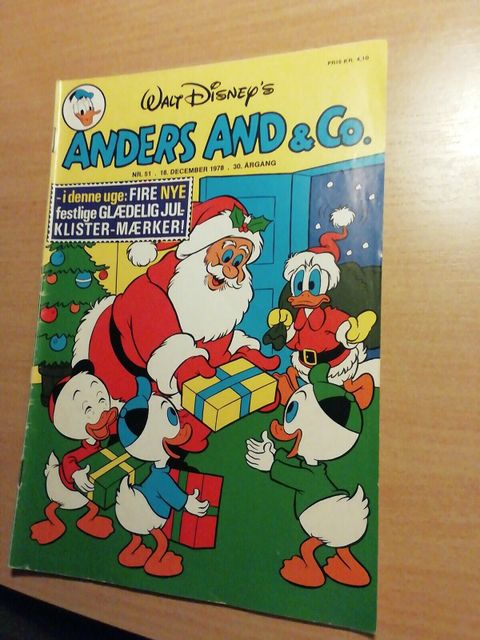 PRIS KR. 4,10
WALT DISNEY'S
ANDERS AND & Co.
NR. 51 . 18. DECEMBER 1978 . 30. ÅRGANG
- i denne uge: FIRE NYE
festlige GLÆDELIG JUL-
KLISTER-MÆRKER!